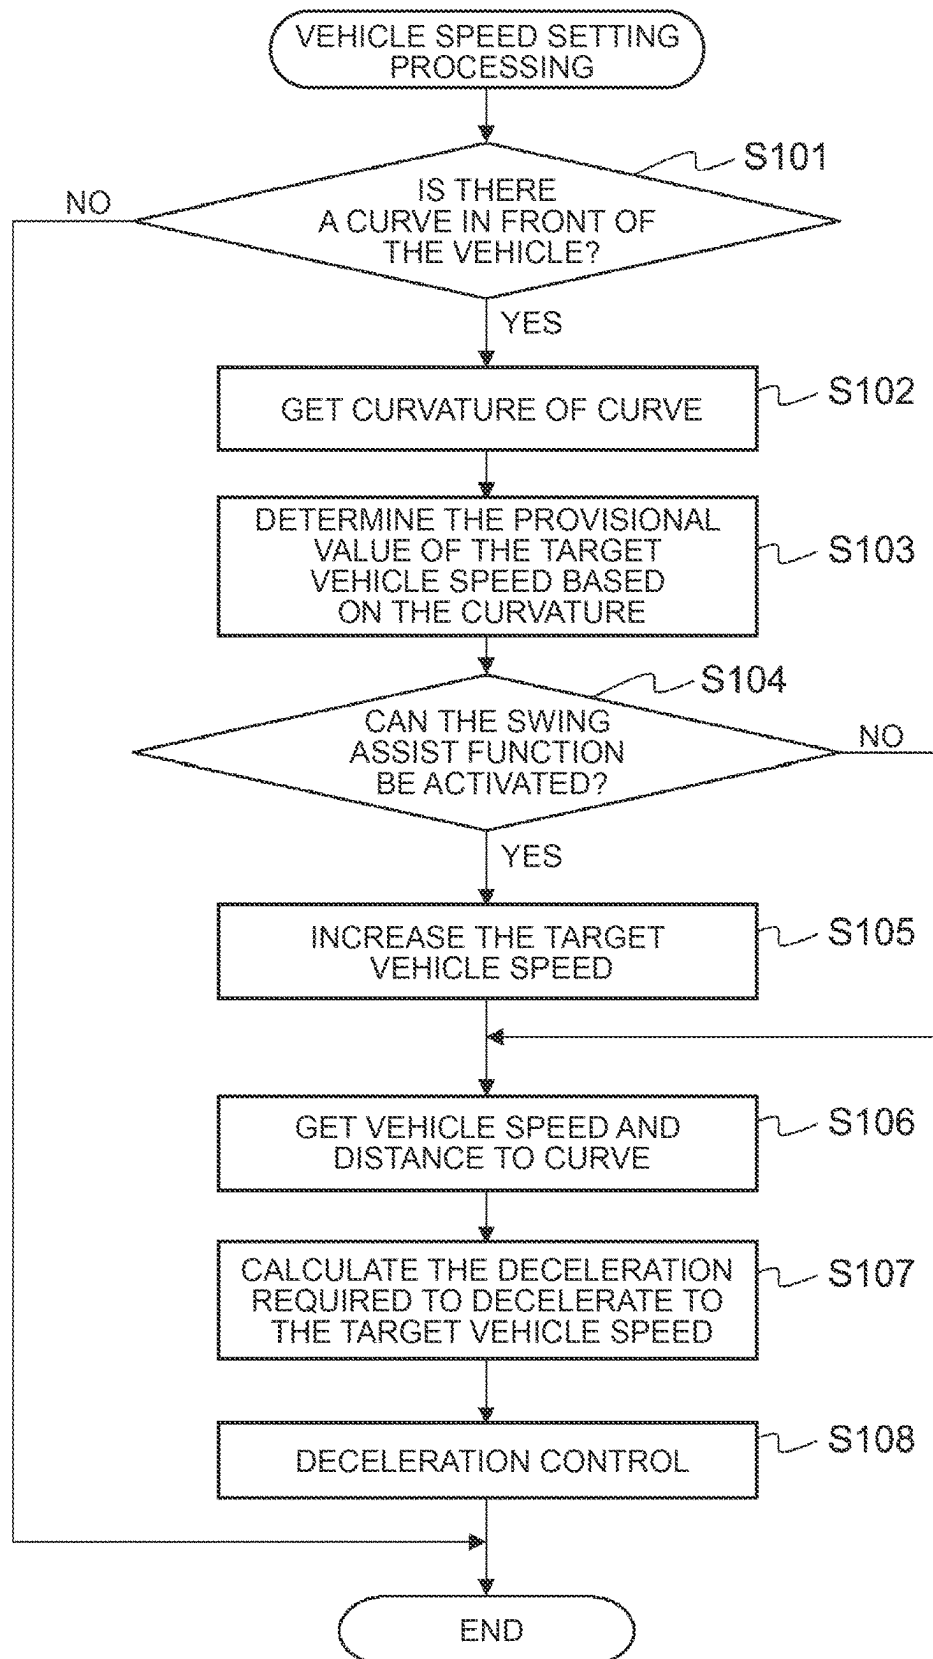 VEHICLE SPEED SETTING
PROCESSING
S101
IS THERE
A CURVE IN FRONT OF
THE VEHICLE?
NO
YES
GET CURVATURE OF CURVE
S102
DETERMINE THE PROVISIONAL
VALUE OF THE TARGET
VEHICLE SPEED BASED
ON THE CURVATURE
S103
S104
CAN THE SWING
ASSIST FUNCTION
BE ACTIVATED?
NO
YES
INCREASE THE TARGET
VEHICLE SPEED
S105
GET VEHICLE SPEED AND
DISTANCE TO CURVE
S106
CALCULATE THE DECELERATION
REQUIRED TO DECELERATE TO
THE TARGET VEHICLE SPEED
S107
DECELERATION CONTROL
S108
END